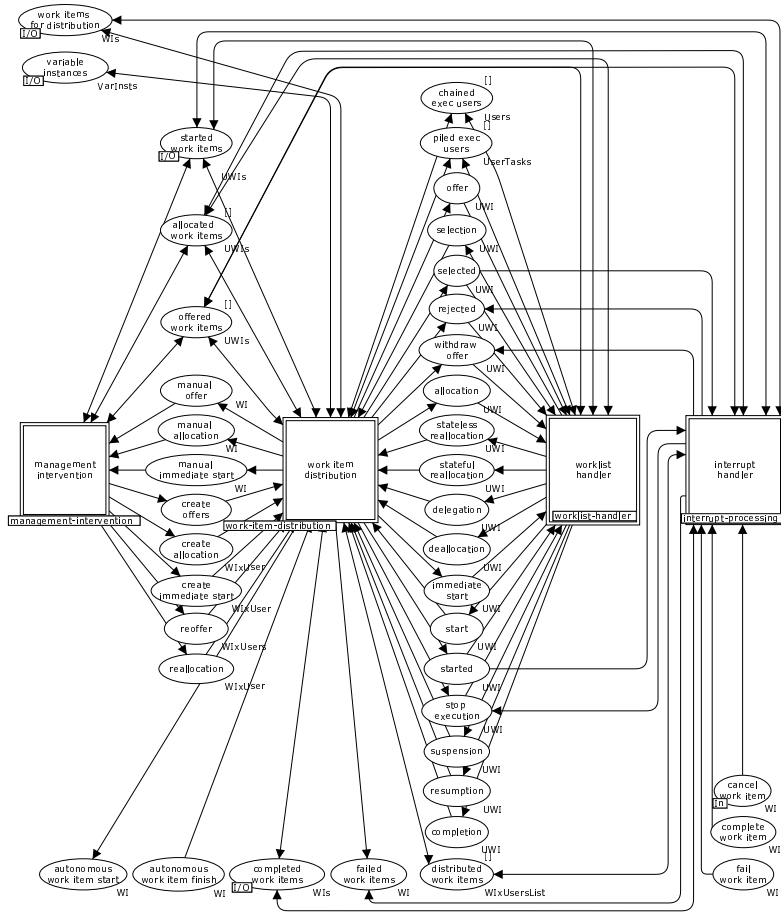 work items
for distribution
I/O
WIs
variable
instances
I/O
VarInsts
[]
chained
exec users
Users
[]
piled exec
users
UserTasks
started
work items
I/O
UWIs
offer
UWI
[]
allocated
work items
UWIs
selection
UWI
selected
UWI
[]
offered
work items
UWIs
rejected
UWI
withdraw
offer
UWI
manual
offer
WI
allocation
UWI
manual
allocation
WI
stateless
reallocation
UWI
management
intervention
management-intervention
manual
immediate start
WI
work item
distribution
work-item-distribution
stateful
reallocation
UWI
worklist
handler
worklist-handler
interrupt
handler
interrupt-processing
create
offers
delegation
UWI
create
allocation
WIxUser
deallocation
UWI
create
immediate start
WIxUser
immediate
start
UWI
reoffer
WIxUsers
start
UWI
reallocation
WIxUser
started
UWI
stop
execution
UWI
suspension
UWI
resumption
UWI
cancel
work item
In
WI
completion
UWI
complete
work item
WI
autonomous
work item start
WI
autonomous
work item finish
WI
completed
work items
I/O
WIs
failed
work items
WI
[]
distributed
work items
WIxUsersList
fail
work item
WI